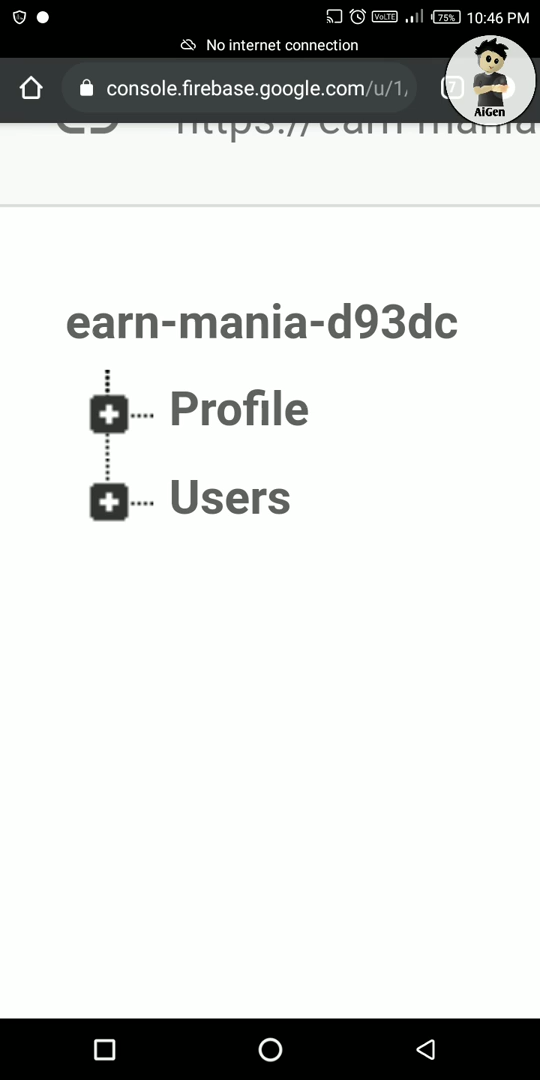 75%
10:46 PM
No internet connection
console.firebase.google.com/u/1,
7
AiGen
earn-mania-d93dc
Profile
Users